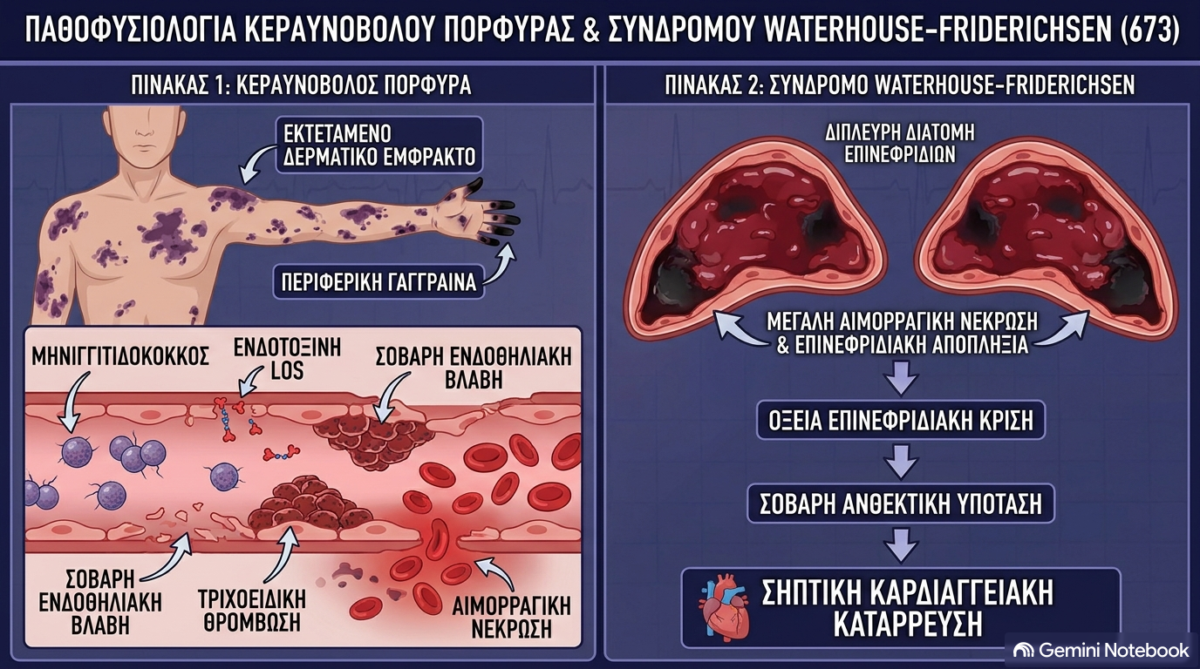 ΠΑΘΟΦΥΣΙΟΛΟΓΙΑ ΚΕΡΑΥΝΟΒΟΛΟΥ ΠΟΡΦΥΡΑΣ & ΣΥΝΔΡΟΜΟΥ WATERHOUSE-FRIDERICHSEN (673)
ΠΙΝΑΚΑΣ 1: ΚΕΡΑΥΝΟΒΟΛΟΣ ΠΟΡΦΥΡΑ
ΕΚΤΕΤΑΜΕΝΟ
ΔΕΡΜΑΤΙΚΟ ΕΜΦΡΑΚΤΟ
ΠΕΡΙΦΕΡΙΚΗ ΓΑΓΓΡΑΙΝΑ
ΜΗΝΙΓΓΙΤΙΔΟΚΟΚΚΟΣ
ΕΝΔΟΤΟΞΙΝΗ
LOS
ΣΟΒΑΡΗ ΕΝΔΟΘΗΛΙΑΚΗ
ΒΛΑΒΗ
ΣΟΒΑΡΗ
ΕΝΔΟΘΗΛΙΑΚΗ
ΒΛΑΒΗ
ΤΡΙΧΟΕΙΔΙΚΗ
ΘΡΟΜΒΩΣΗ
ΑΙΜΟΡΡΑΓΙΚΗ
ΝΕΚΡΩΣΗ
ΠΙΝΑΚΑΣ 2: ΣΥΝΔΡΟΜΟ WATERHOUSE-FRIDERICHSEN
ΔΙΠΛΕΥΡΗ ΔΙΑΤΟΜΗ
ΕΠΙΝΕΦΡΙΔΙΩΝ
ΜΕΓΑΛΗ ΑΙΜΟΡΡΑΓΙΚΗ ΝΕΚΡΩΣΗ
& ΕΠΙΝΕΦΡΙΔΙΑΚΗ ΑΠΟΠΛΗΞΙΑ
ΟΞΕΙΑ ΕΠΙΝΕΦΡΙΔΙΑΚΗ ΚΡΙΣΗ
ΣΟΒΑΡΗ ΑΝΘΕΚΤΙΚΗ ΥΠΟΤΑΣΗ
ΣΗΠΤΙΚΗ ΚΑΡΔΙΑΓΓΕΙΑΚΗ
ΚΑΤΑΡΡΕΥΣΗ
Gemini Notebook